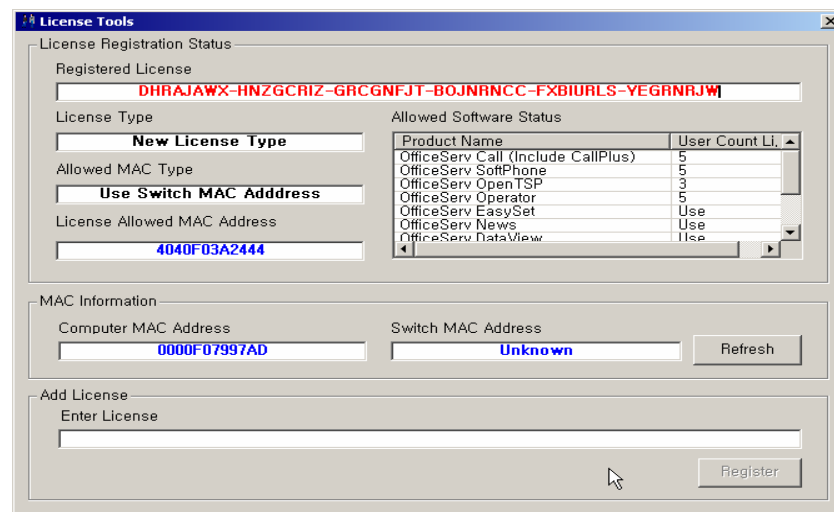 License Tools
License Registration Status
Registered License
DHRAJAWX-HNZGCRIZ-GRCGNFJT-BOJNRNCC-FXBIURLS-YEGRNRJW
License Type
New License Type
Allowed MAC Type
Use Switch MAC Adddress
License Allowed MAC Address
4040F03A2444
Allowed Software Status
Product Name User Count Li,
OfficeServ Call (Include CallPlus) 5
OfficeServ SoftPhone 5
OfficeServ OpenTSP 3
OfficeServ Operator 5
OfficeServ EasySet Use
OfficeServ News Use
OfficeServ DataView Use
MAC Information
Computer MAC Address
0000F07997AD
Switch MAC Address
Unknown
Refresh
Add License
Enter License
Register